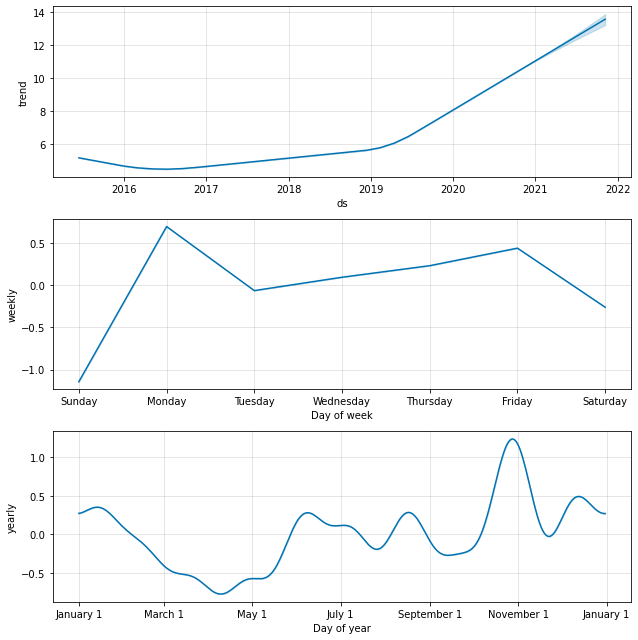 14
12
10
8
6
trend
2016 2017 2018 2019 2020 2021 2022
ds
0.5
0.0
−0.5
−1.0
weekly
Sunday Monday Tuesday Wednesday Thursday Friday Saturday
Day of week
1.0
0.5
0.0
−0.5
yearly
January 1 March 1 May 1 July 1 September 1 November 1 January 1
Day of year